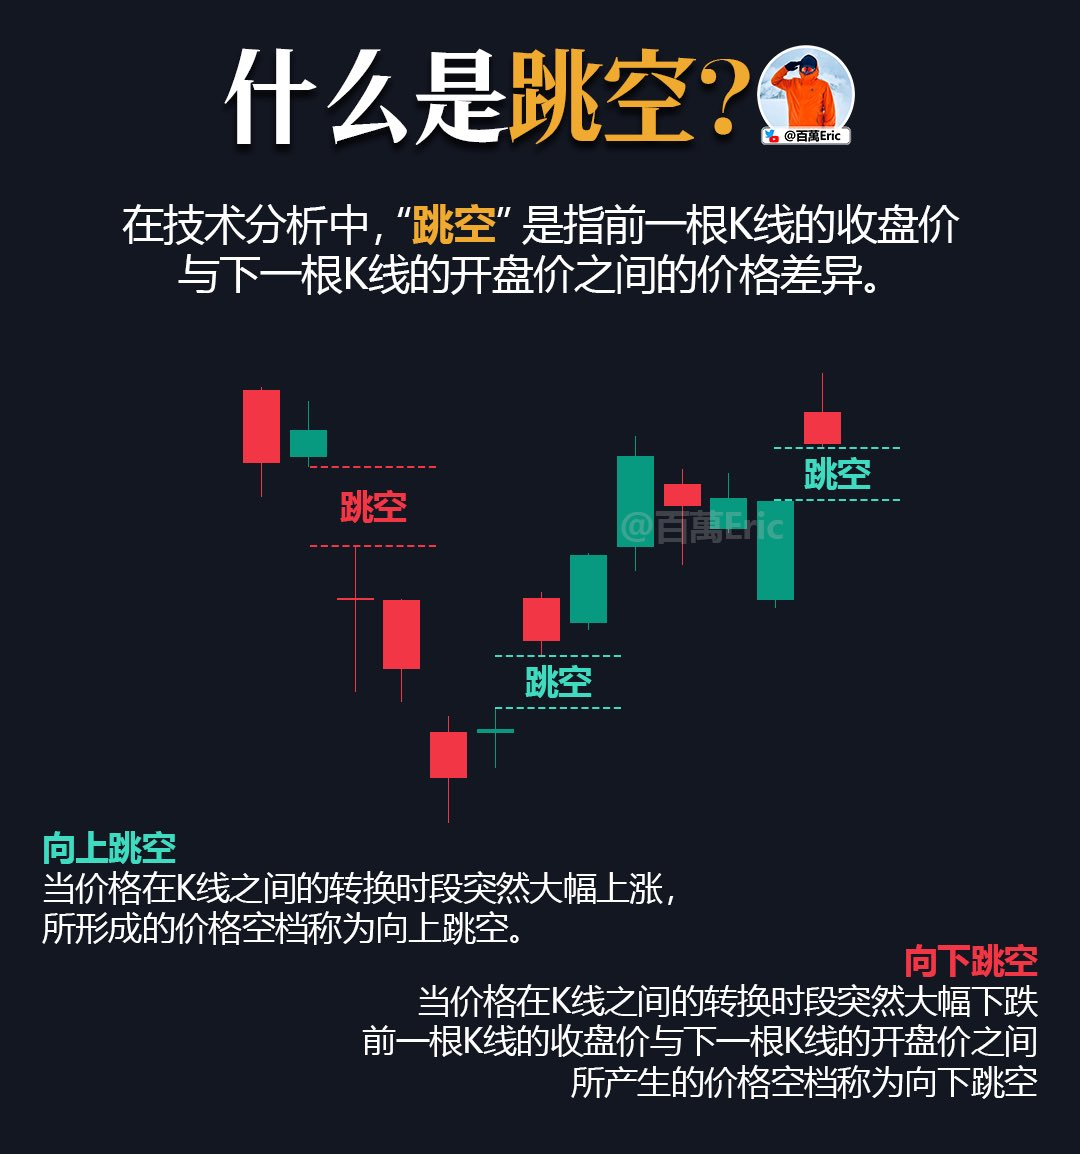 什么是跳空?
@百萬Eric
在技术分析中，“跳空”是指前一根K线的收盘价
与下一根K线的开盘价之间的价格差异。
跳空
跳空
@百萬Eric
跳空
向上跳空
当价格在K线之间的转换时段突然大幅上涨，
所形成的价格空档称为向上跳空。
向下跳空
当价格在K线之间的转换时段突然大幅下跌
前一根K线的收盘价与下一根K线的开盘价之间
所产生的价格空档称为向下跳空